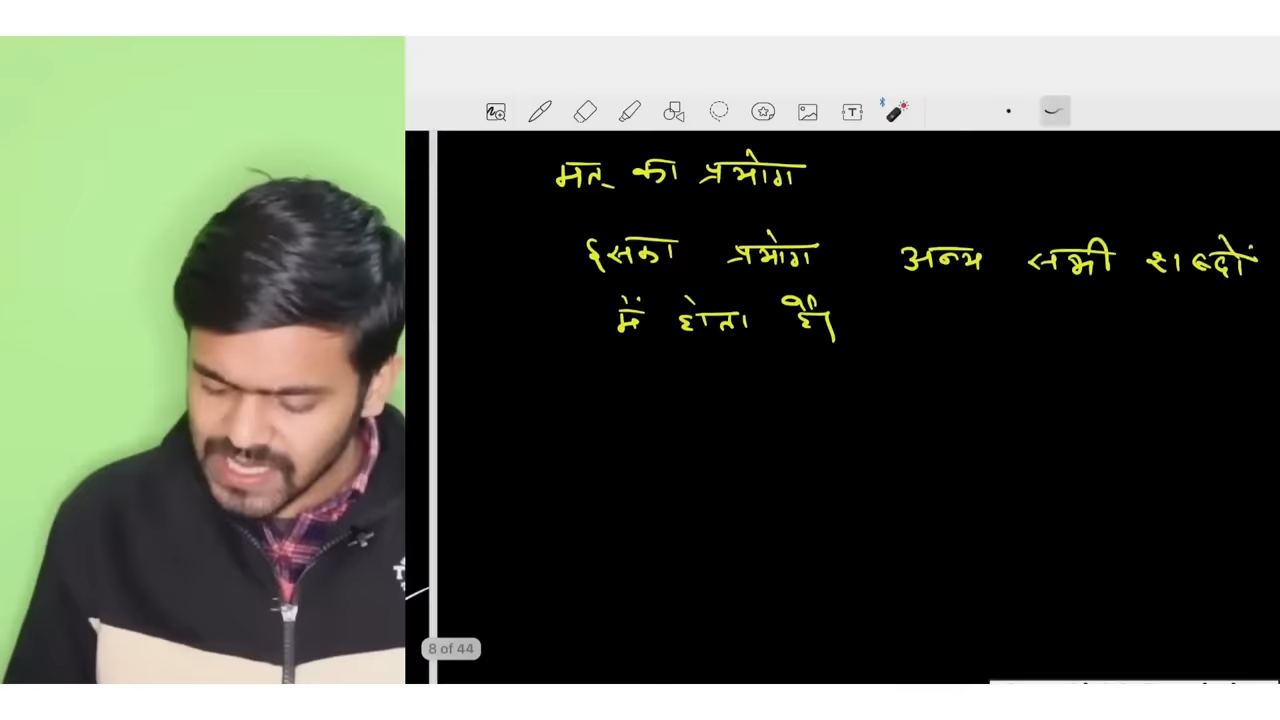 मत् का प्रयोग
इसका प्रयोग अन्य सभी शब्दों
में होता है।
8 of 44